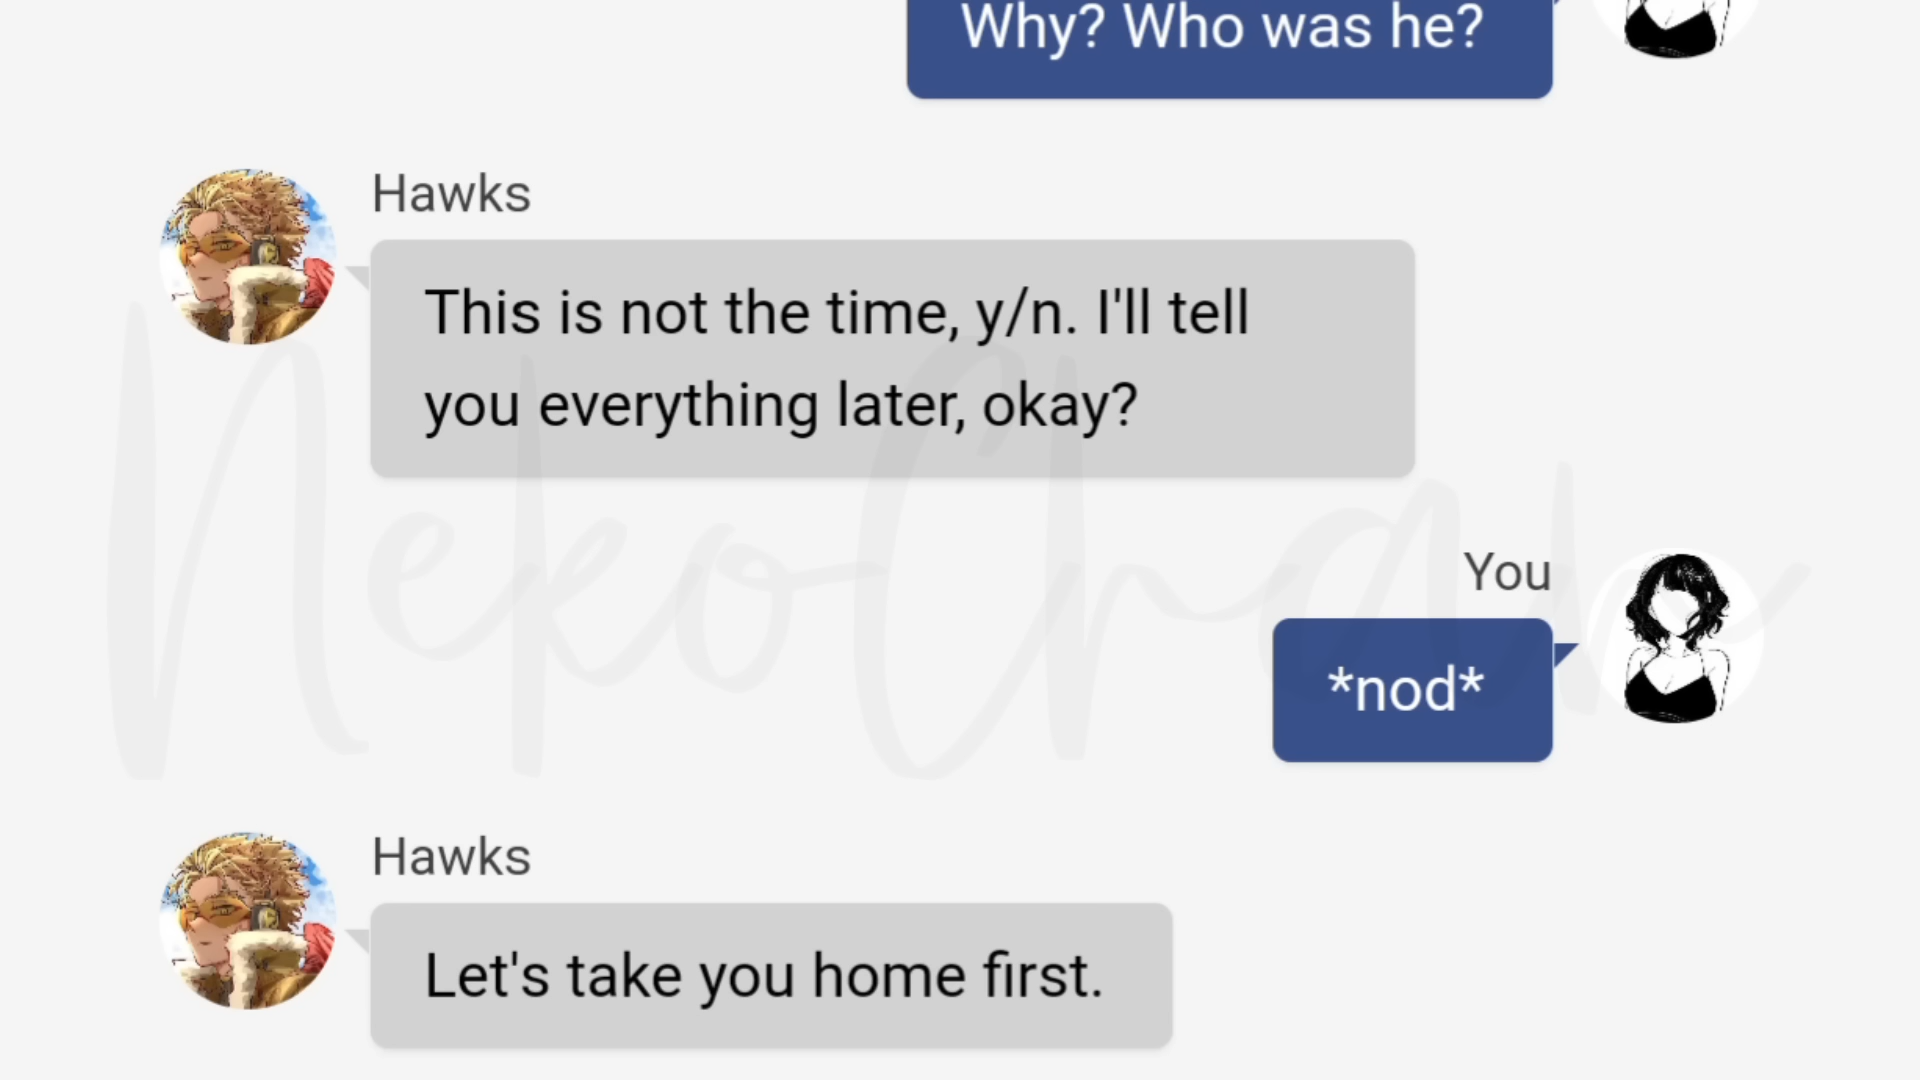 Why? Who was he?
Hawks
This is not the time, y/n. I'll tell
you everything later, okay?
You
*nod*
Hawks
Let's take you home first.
NekoChan